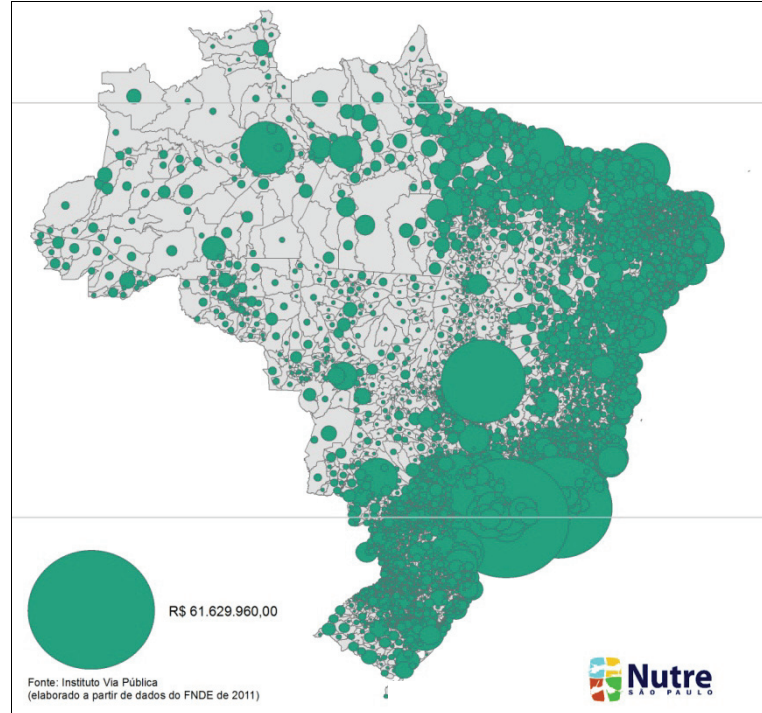 R$ 61.629.960,00
Fonte: Instituto Via Pública
(elaborado a partir de dados do FNDE de 2011)
Nutre
SÃO PAULO